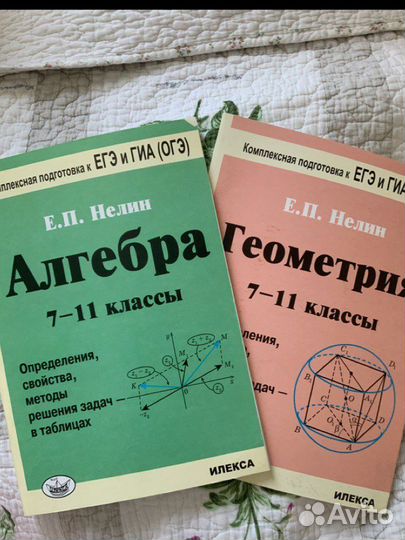 Комплексная подготовка к ЕГЭ и ГИА (ОГЭ)
Е.П. Нелин
Алгебра
7–11 классы
Определения,
свойства,
методы
решения задач –
в таблицах
ИЛЕКСА
Комплексная подготовка к ЕГЭ и ГИА
Е.П. Нелин
Геометрия
7–11 классы
задач –
ИЛЕКСА
Avito